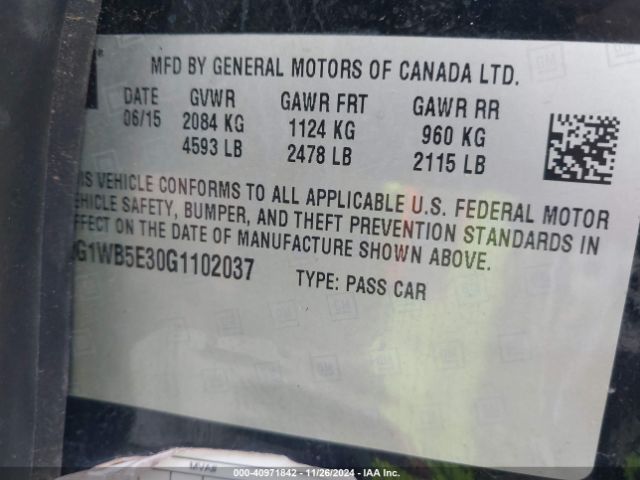 MFD BY GENERAL MOTORS OF CANADA LTD.
DATE GVWR GAWR FRT GAWR RR
06/15 2084 KG 1124 KG 960 KG
4593 LB 2478 LB 2115 LB
IS VEHICLE CONFORMS TO ALL APPLICABLE U.S. FEDERAL MOTOR
EHICLE SAFETY, BUMPER, AND THEFT PREVENTION STANDARDS IN
EFFECT ON THE DATE OF MANUFACTURE SHOWN ABOVE.
G1WB5E30G1102037 TYPE: PASS CAR
000-40971842 - 11/26/2024 - IAA Inc.